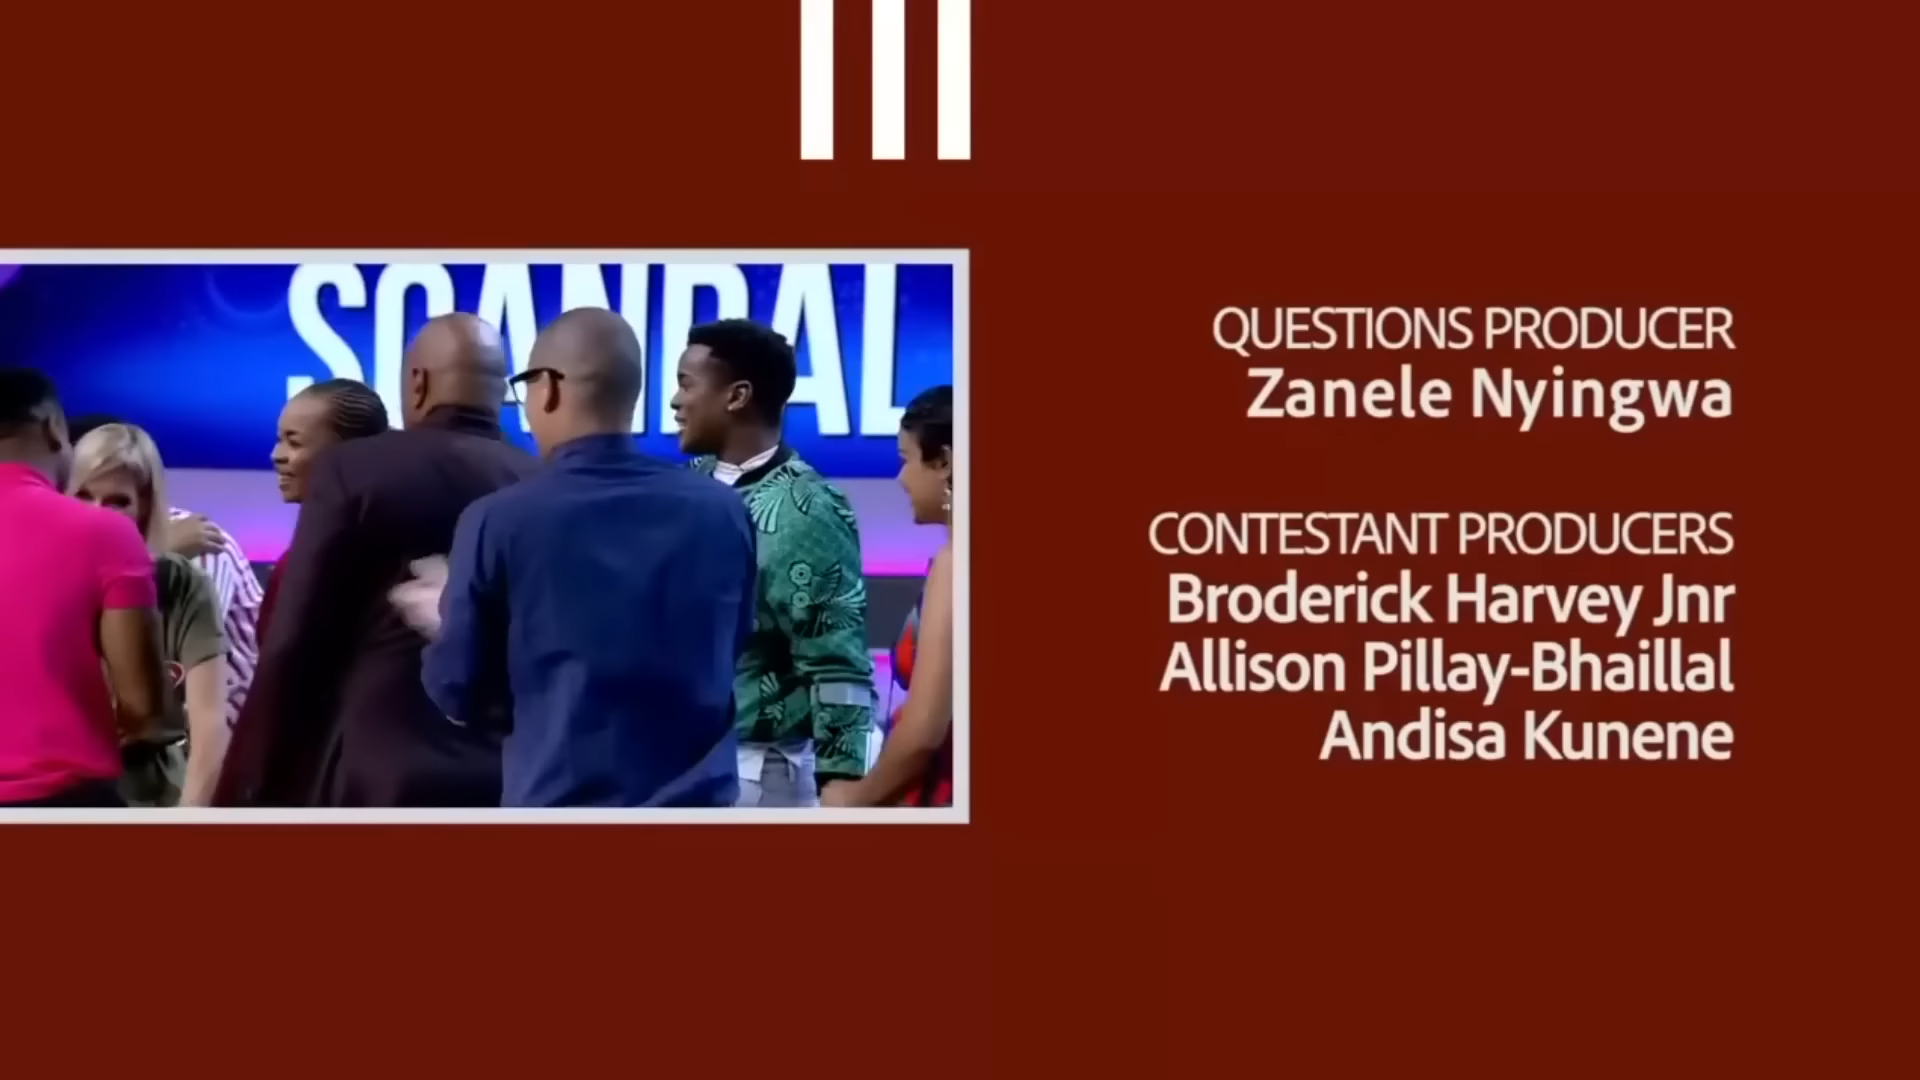 SCANDAL
QUESTIONS PRODUCER
Zanele Nyingwa
CONTESTANT PRODUCERS
Broderick Harvey Jnr
Allison Pillay-Bhaillal
Andisa Kunene